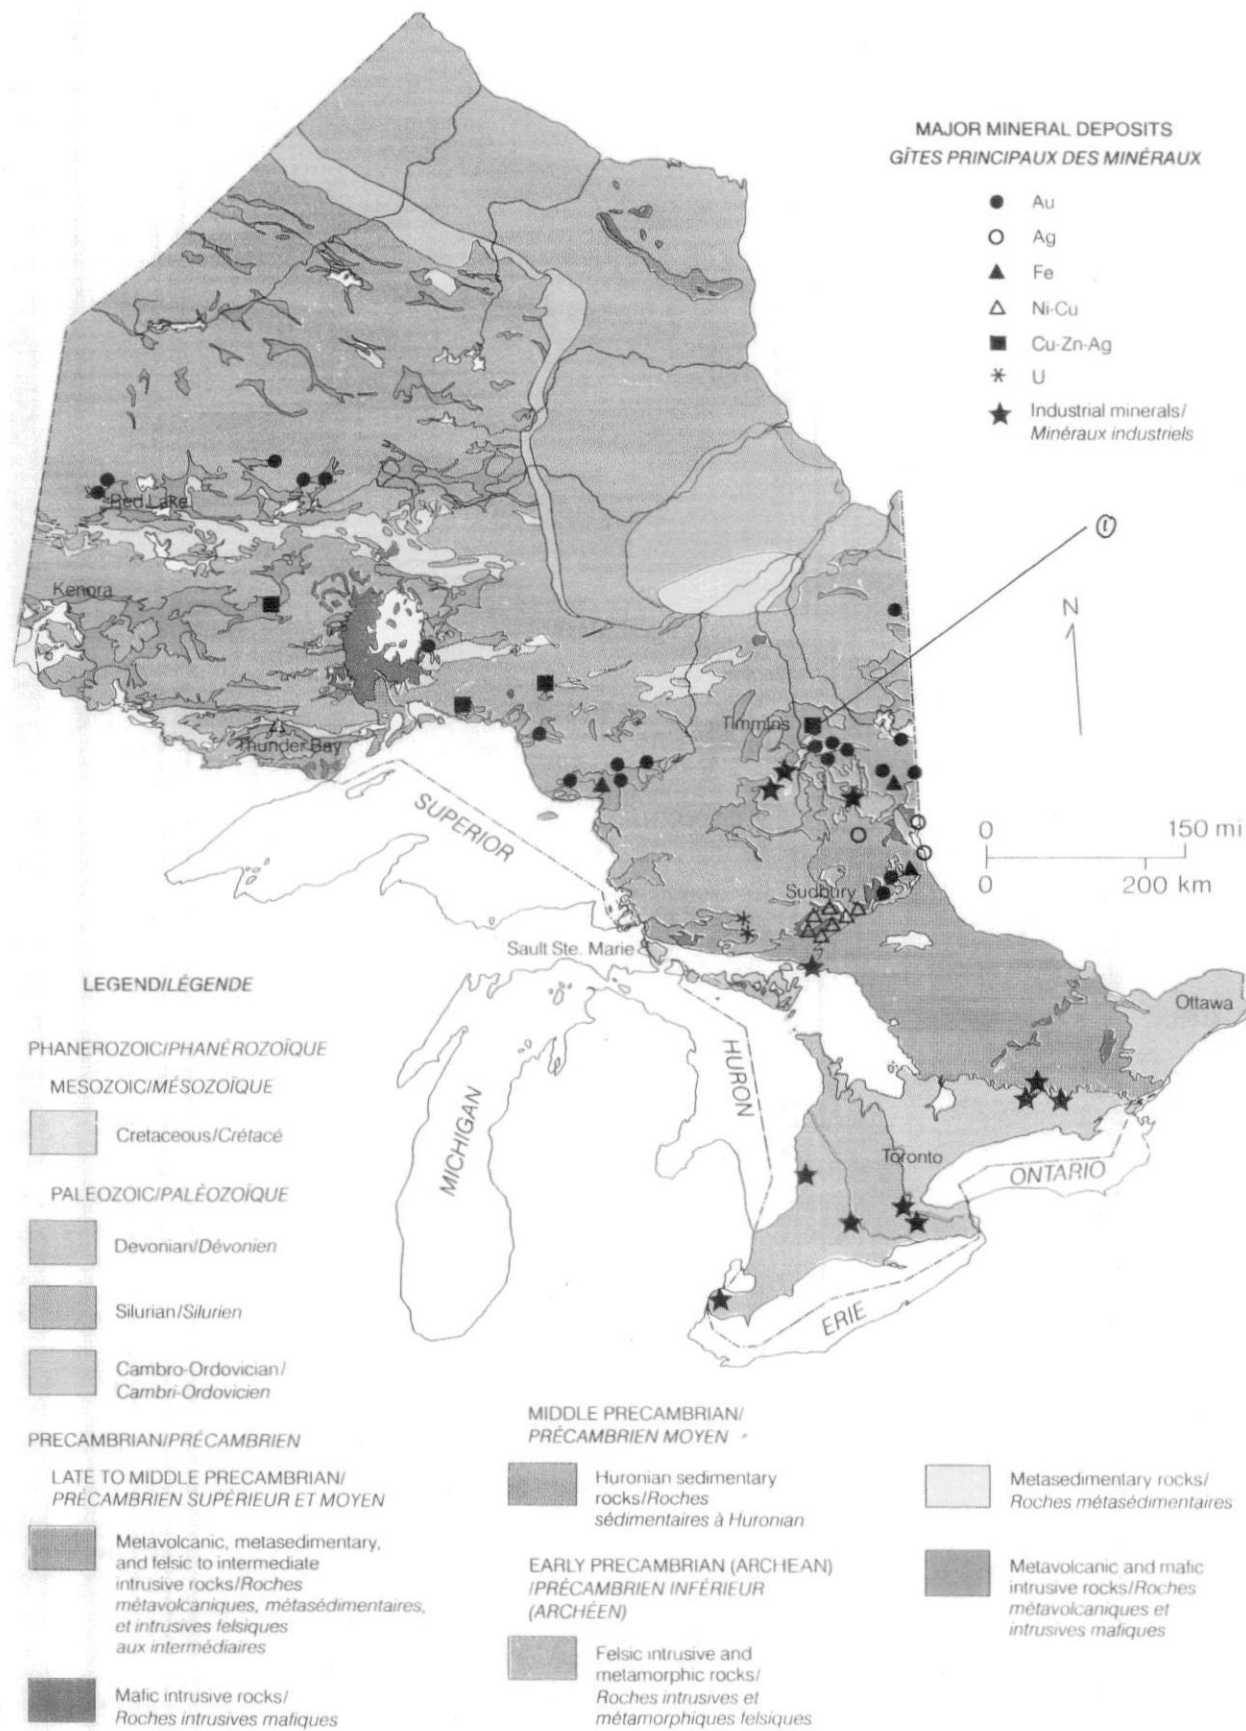 MAJOR MINERAL DEPOSITS
GÎTES PRINCIPAUX DES MINÉRAUX
Au
Ag
Fe
Ni-Cu
Cu-Zn-Ag
U
Industrial minerals/
Minéraux industriels
1
N
Red Lake
Kenora
Thunder Bay
Timmins
0 150 mi
0 200 km
SUPERIOR
Sudbury
Sault Ste. Marie
Ottawa
HURON
MICHIGAN
Toronto
ONTARIO
ERIE
LEGEND/LÉGENDE
PHANEROZOIC/PHANÉROZOÏQUE
MESOZOIC/MÉSOZOÏQUE
Cretaceous/Crétacé
PALEOZOIC/PALÉOZOÏQUE
Devonian/Dévonien
Silurian/Silurien
Cambro-Ordovician/
Cambri-Ordovicien
PRECAMBRIAN/PRÉCAMBRIEN
LATE TO MIDDLE PRECAMBRIAN/
PRÉCAMBRIEN SUPÉRIEUR ET MOYEN
Metavolcanic, metasedimentary,
and felsic to intermediate
intrusive rocks/Roches
métavolcaniques, métasédimentaires,
et intrusives felsiques
aux intermédiaires
Mafic intrusive rocks/
Roches intrusives mafiques
MIDDLE PRECAMBRIAN/
PRÉCAMBRIEN MOYEN
Huronian sedimentary
rocks/Roches
sédimentaires à Huronian
EARLY PRECAMBRIAN (ARCHEAN)
/PRÉCAMBRIEN INFÉRIEUR
(ARCHÉEN)
Felsic intrusive and
metamorphic rocks/
Roches intrusives et
métamorphiques felsiques
Metasedimentary rocks/
Roches métasédimentaires
Metavolcanic and mafic
intrusive rocks/Roches
métavolcaniques et
intrusives mafiques